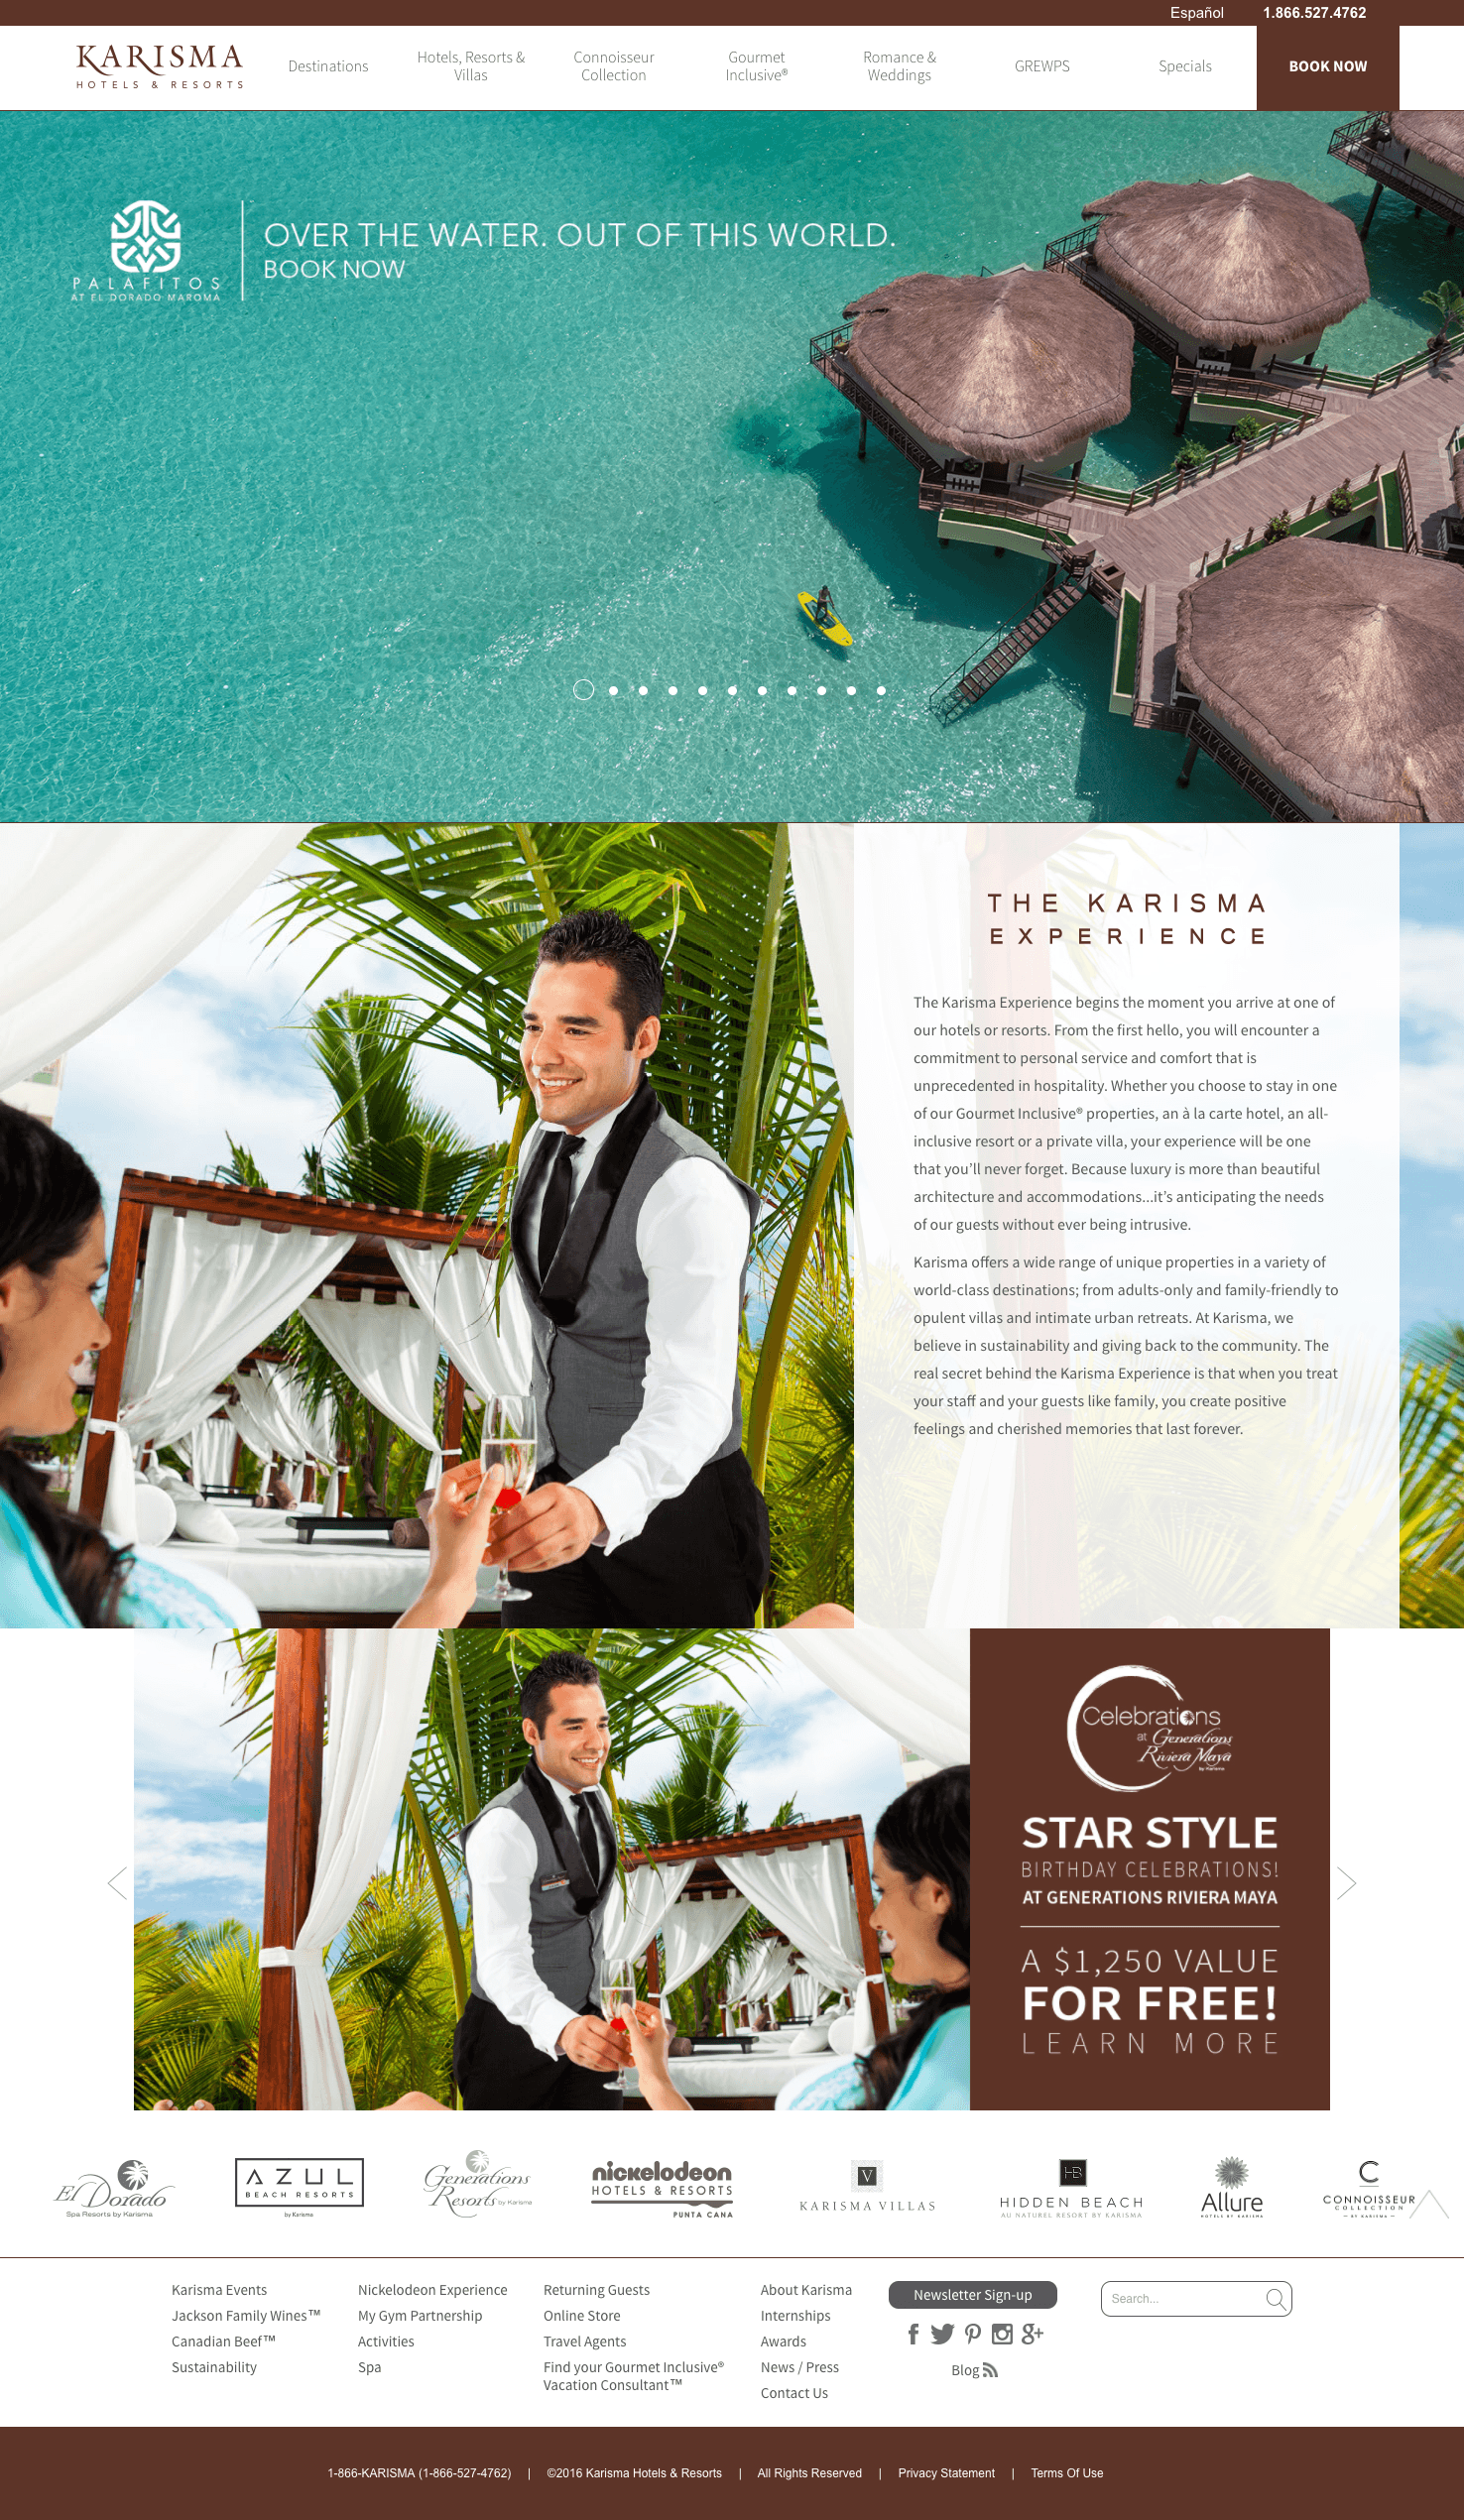 Español 1.866.527.4762
KARISMA
HOTELS & RESORTS
Destinations
Hotels, Resorts &
Villas
Connoisseur
Collection
Gourmet
Inclusive®
Romance &
Weddings
GREWPS
Specials
BOOK NOW
PALAFITOS
AT EL DORADO MAROMA
OVER THE WATER. OUT OF THIS WORLD.
BOOK NOW
THE KARISMA
EXPERIENCE
The Karisma Experience begins the moment you arrive at one of
our hotels or resorts. From the first hello, you will encounter a
commitment to personal service and comfort that is
unprecedented in hospitality. Whether you choose to stay in one
of our Gourmet Inclusive® properties, an à la carte hotel, an all-
inclusive resort or a private villa, your experience will be one
that you’ll never forget. Because luxury is more than beautiful
architecture and accommodations...it’s anticipating the needs
of our guests without ever being intrusive.
Karisma offers a wide range of unique properties in a variety of
world-class destinations; from adults-only and family-friendly to
opulent villas and intimate urban retreats. At Karisma, we
believe in sustainability and giving back to the community. The
real secret behind the Karisma Experience is that when you treat
your staff and your guests like family, you create positive
feelings and cherished memories that last forever.
Celebrations
at Generations
Riviera Maya
by Karisma
STAR STYLE
BIRTHDAY CELEBRATIONS!
AT GENERATIONS RIVIERA MAYA
A $1,250 VALUE
FOR FREE!
LEARN MORE
El Dorado
Spa Resorts by Karisma
AZUL
BEACH RESORTS
by Karisma
Generations
Resorts by Karisma
nickelodeon
HOTELS & RESORTS
PUNTA CANA
V
KARISMA VILLAS
HB
HIDDEN BEACH
AU NATUREL RESORT BY KARISMA
Allure
HOTELS BY KARISMA
C
CONNOISSEUR
COLLECTION
BY KARISMA
Karisma Events
Jackson Family Wines™
Canadian Beef™
Sustainability
Nickelodeon Experience
My Gym Partnership
Activities
Spa
Returning Guests
Online Store
Travel Agents
Find your Gourmet Inclusive®
Vacation Consultant™
About Karisma
Internships
Awards
News / Press
Contact Us
Newsletter Sign-up
Blog
Search...
1-866-KARISMA (1-866-527-4762) | ©2016 Karisma Hotels & Resorts | All Rights Reserved | Privacy Statement | Terms Of Use